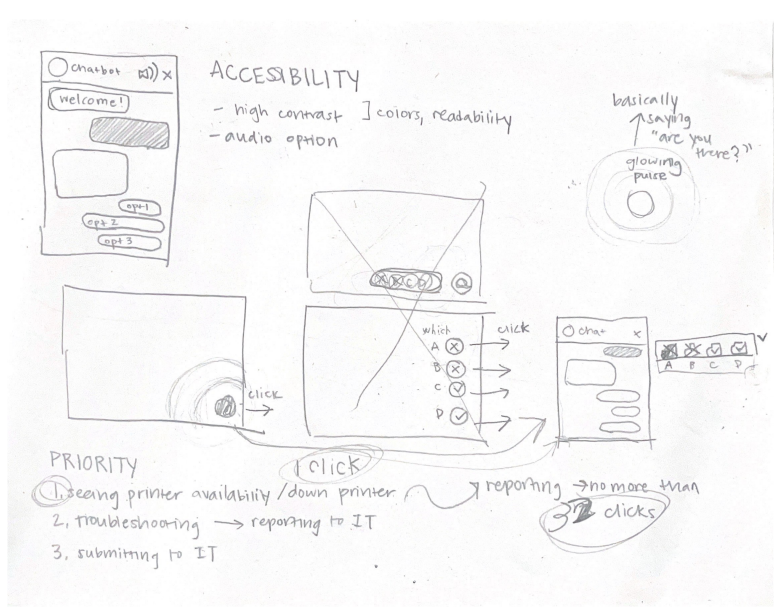 chatbot x
welcome!
opt 1
opt 2
opt 3
ACCESSIBILITY
- high contrast ] colors, readability
- audio option
basically
saying
"are you
there?"
glowing
pulse
click
which
A
B
C
D
click
chat x
A B C D
PRIORITY
1 click
1. seeing printer availability / down printer
reporting → no more than
2 clicks
2. troubleshooting → reporting to IT
3. submitting to IT